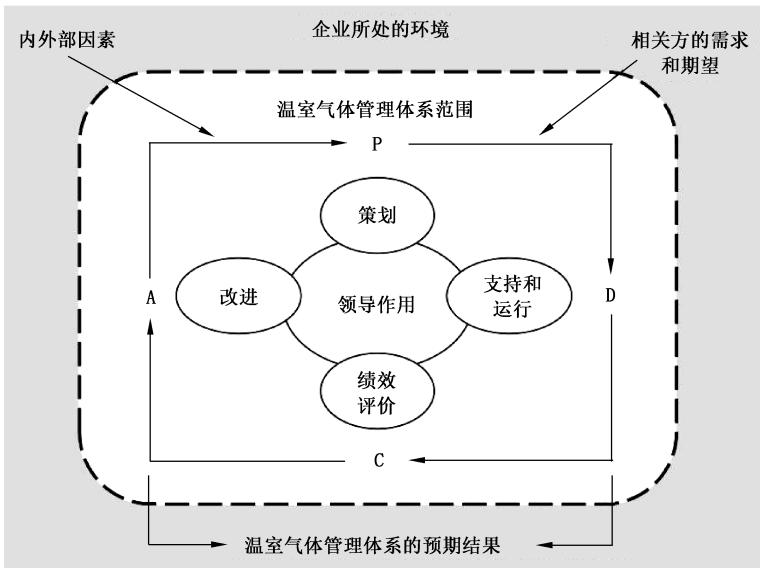 企业所处的环境
内外部因素
相关方的需求
和期望
温室气体管理体系范围
P
策划
A
改进
领导作用
支持和
运行
D
绩效
评价
C
温室气体管理体系的预期结果